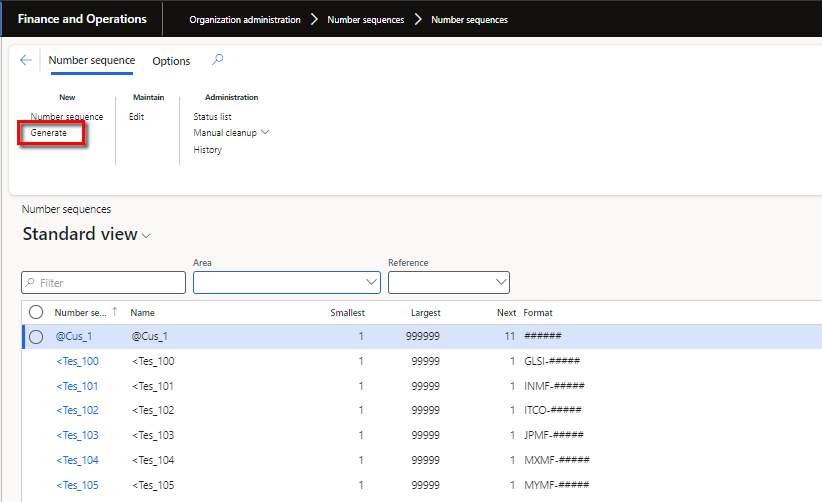 Finance and Operations Organization administration Number sequences Number sequences
Number sequence Options
New Maintain Administration
Number sequence Edit Status list
Generate Manual cleanup
History
Number sequences
Standard view
Area Reference
Filter
Number se... ↑ Name Smallest Largest Next Format
@Cus_1 @Cus_1 1 999999 11 ######
<Tes_100 <Tes_100 1 99999 1 GLSI-#####
<Tes_101 <Tes_101 1 99999 1 INMF-#####
<Tes_102 <Tes_102 1 99999 1 ITCO-#####
<Tes_103 <Tes_103 1 99999 1 JPMF-#####
<Tes_104 <Tes_104 1 99999 1 MXMF-#####
<Tes_105 <Tes_105 1 99999 1 MYMF-#####